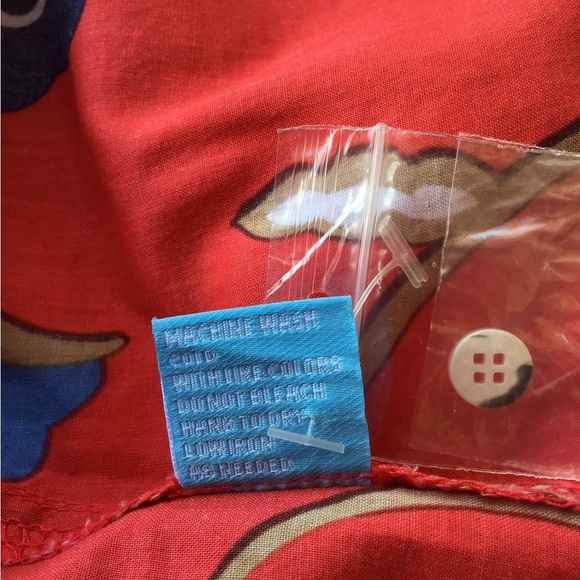 MACHINE WASH
COLD:
WITH LIKE COLORS
DO NOT BLEACH
HANG TO DRY
LOW IRON
AS NEEDED